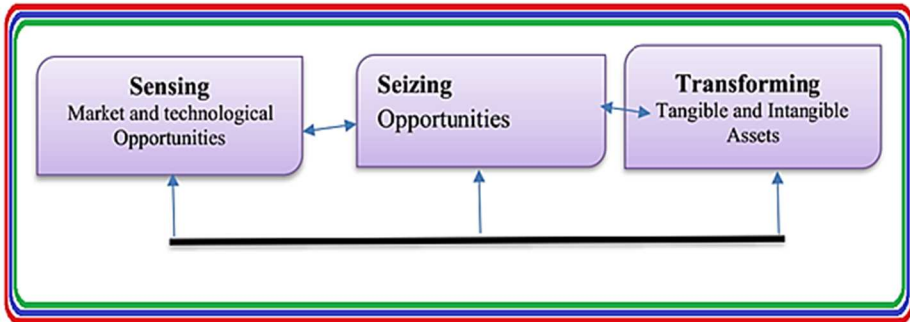 Sensing
Market and technological
Opportunities
Seizing
Opportunities
Transforming
Tangible and Intangible
Assets